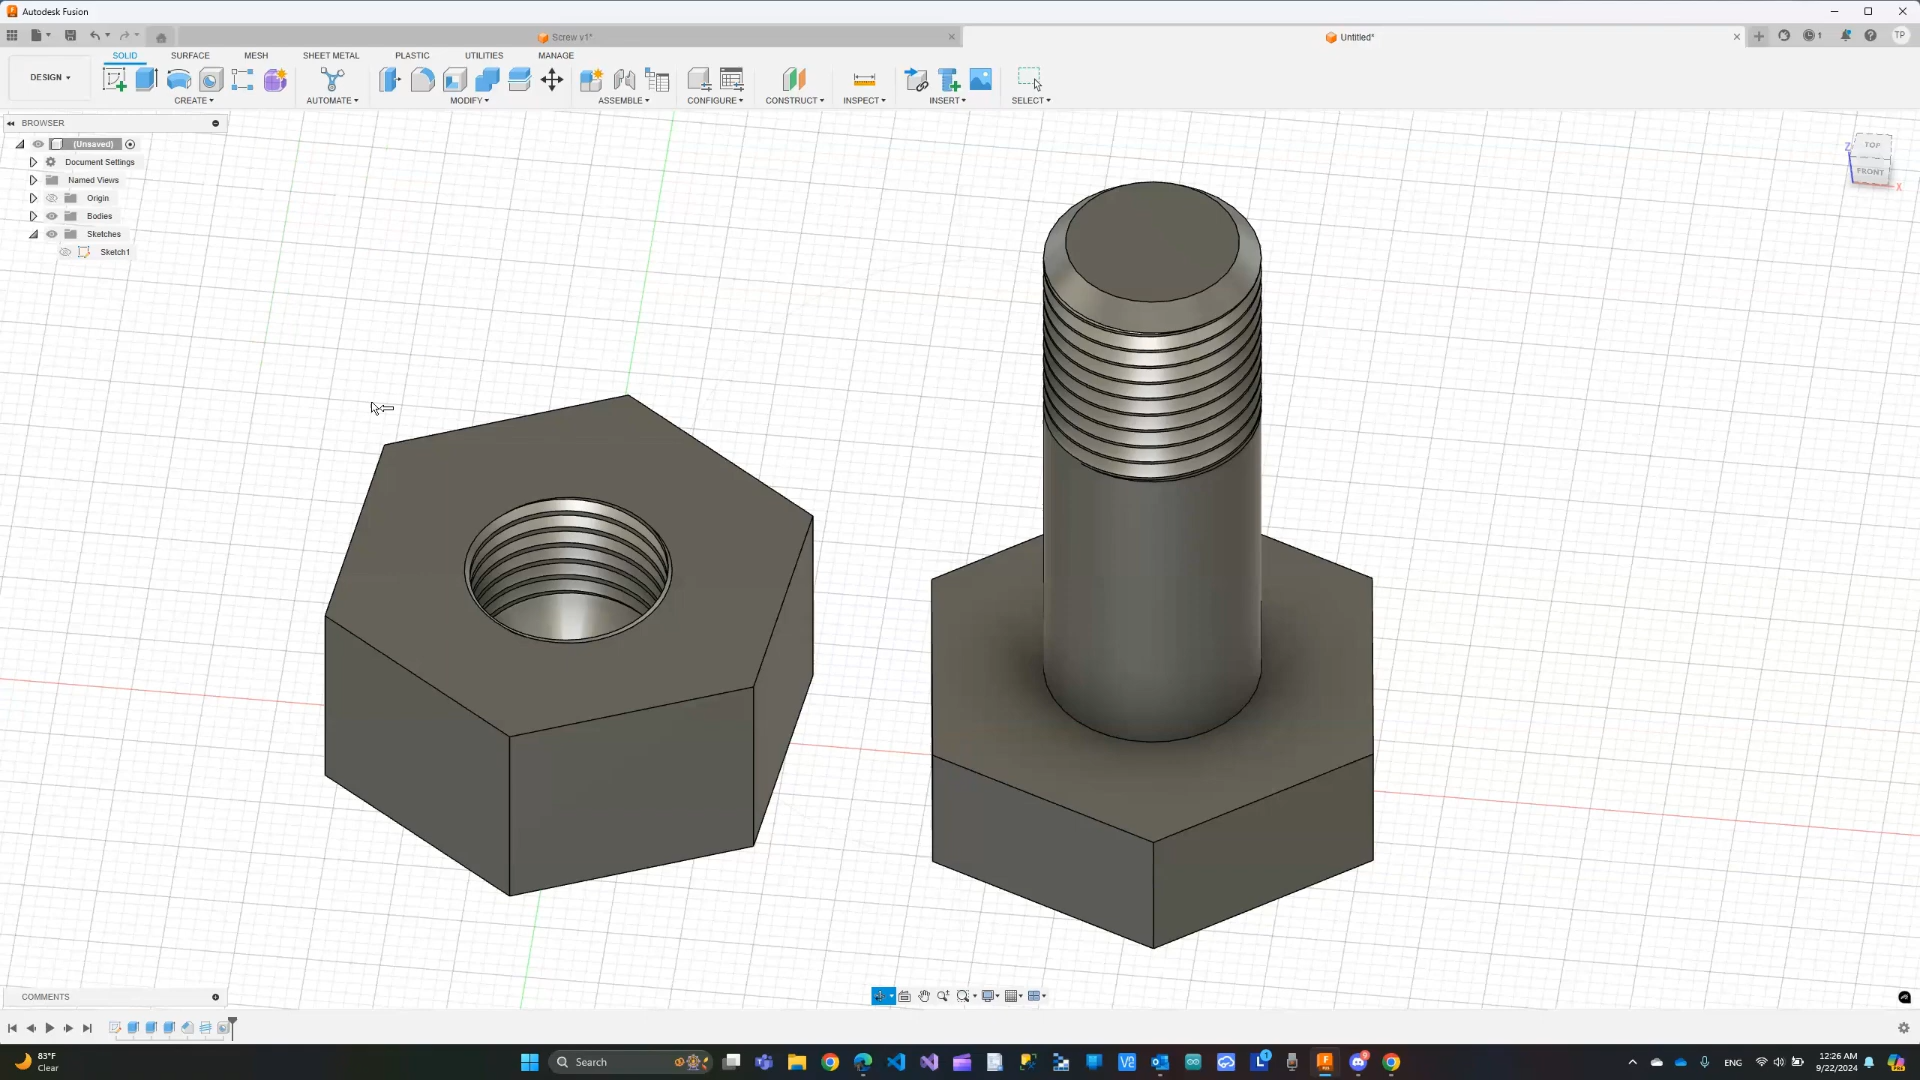 Autodesk Fusion
Screw v1*
Untitled*
1
TP
DESIGN
SOLID SURFACE MESH SHEET METAL PLASTIC UTILITIES MANAGE
CREATE AUTOMATE MODIFY ASSEMBLE CONFIGURE CONSTRUCT INSPECT INSERT SELECT
BROWSER
(Unsaved)
Document Settings
Named Views
Origin
Bodies
Sketches
Sketch1
TOP
FRONT
Z
X
COMMENTS
83°F
Clear
Search
ENG
12:26 AM
9/22/2024